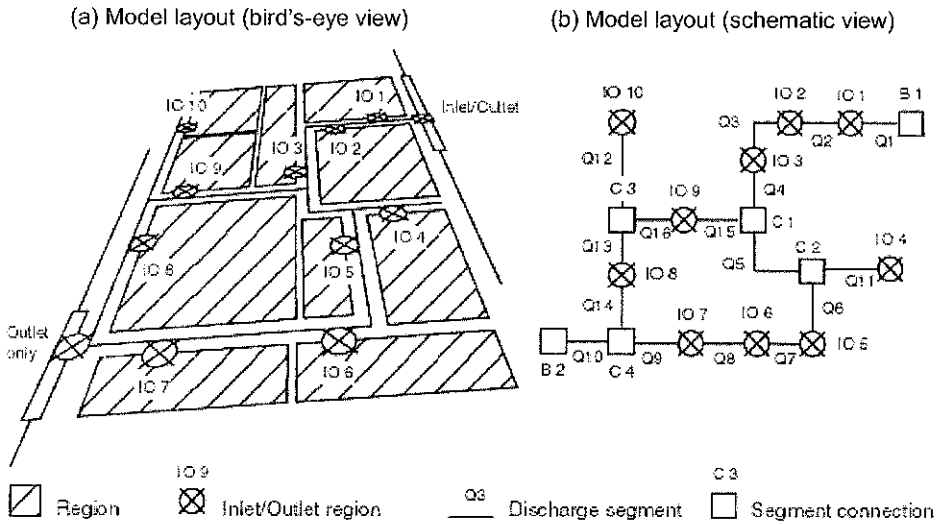 (a) Model layout (bird's-eye view)
(b) Model layout (schematic view)
IO 10
IO 1
Inlet/Outlet
IO 3
IO 2
IO 9
IO 4
IO 8
IO 5
Outlet
only
IO 7
IO 6
IO 10
IO 2
IO 1
B 1
Q3
Q2
Q1
Q12
IO 3
C 3
IO 9
Q4
Q16
Q15
C 1
Q13
C 2
IO 4
IO 8
Q5
Q11
Q14
IO 7
IO 6
Q6
Q10
Q9
Q8
Q7
IO 5
B 2
C 4
IO 9
Q3
C 3
Region
Inlet/Outlet region
Discharge segment
Segment connection